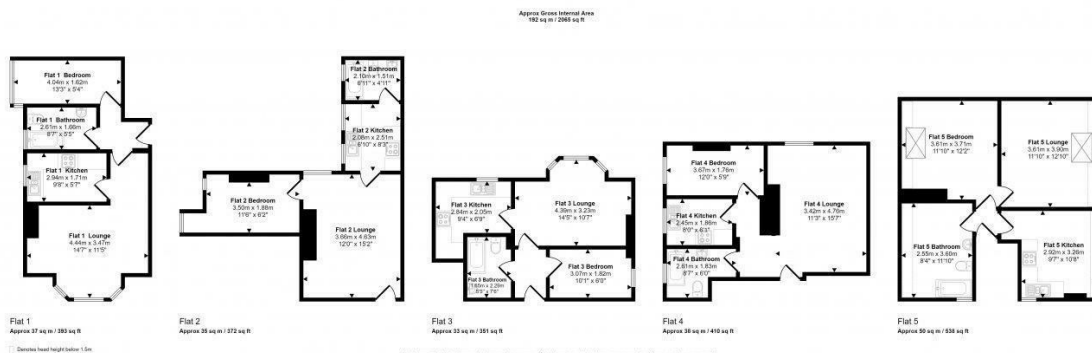 Approx Gross Internal Area
192 sq m / 2065 sq ft
Flat 1 Bedroom
4.04m x 1.62m
13'3" x 5'4"
Flat 1 Bathroom
2.61m x 1.66m
8'7" x 5'5"
Flat 1 Kitchen
2.94m x 1.71m
9'8" x 5'7"
Flat 1 Lounge
4.44m x 3.47m
14'7" x 11'5"
Flat 1
Approx 37 sq m / 393 sq ft
Denotes head height below 1.5m
Flat 2 Bathroom
2.10m x 1.51m
6'11" x 4'11"
Flat 2 Kitchen
2.08m x 2.51m
6'10" x 8'3"
Flat 2 Bedroom
3.50m x 1.88m
11'6" x 6'2"
Flat 2 Lounge
3.66m x 4.63m
12'0" x 15'2"
Flat 2
Approx 35 sq m / 372 sq ft
Flat 3 Kitchen
2.84m x 2.05m
9'4" x 6'9"
Flat 3 Lounge
4.39m x 3.23m
14'5" x 10'7"
Flat 3 Bathroom
Flat 3 Bedroom
3.07m x 1.82m
10'1" x 6'0"
Flat 3
Approx 33 sq m / 351 sq ft
Flat 4 Bedroom
3.67m x 1.76m
12'0" x 5'9"
Flat 4 Kitchen
2.45m x 1.86m
8'0" x 6'1"
Flat 4 Lounge
3.42m x 4.76m
11'3" x 15'7"
Flat 4 Bathroom
2.61m x 1.83m
8'7" x 6'0"
Flat 4
Approx 38 sq m / 410 sq ft
Flat 5 Bedroom
3.61m x 3.71m
11'10" x 12'2"
Flat 5 Lounge
3.61m x 3.90m
11'10" x 12'10"
Flat 5 Bathroom
2.55m x 3.60m
8'4" x 11'10"
Flat 5 Kitchen
2.92m x 3.26m
9'7" x 10'8"
Flat 5
Approx 50 sq m / 538 sq ft